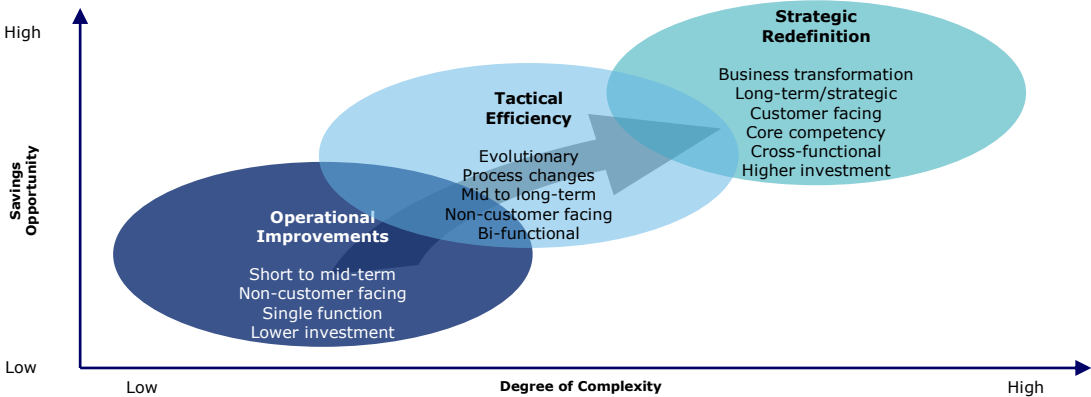 High
Savings
Opportunity
Low
Strategic
Redefinition
Business transformation
Long-term/strategic
Customer facing
Core competency
Cross-functional
Higher investment
Tactical
Efficiency
Evolutionary
Process changes
Mid to long-term
Non-customer facing
Bi-functional
Operational
Improvements
Short to mid-term
Non-customer facing
Single function
Lower investment
Low
Degree of Complexity
High